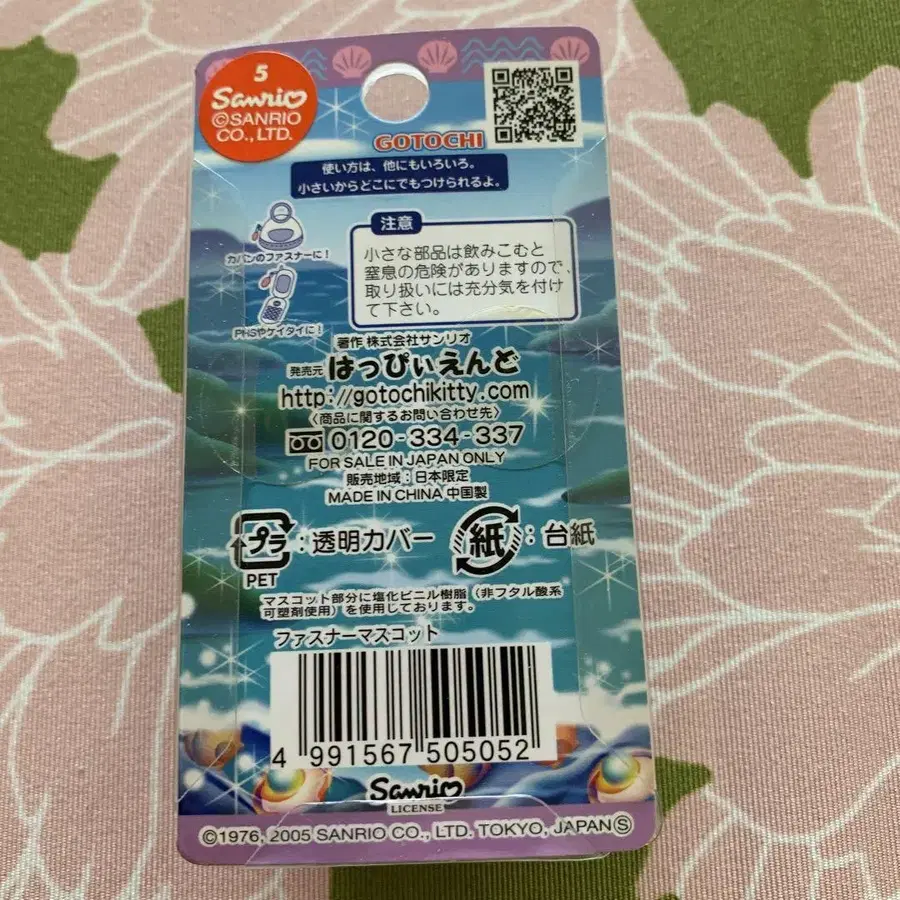 5
Sanrio
©SANRIO
CO., LTD.
GOTOCHI
使い方は、他にもいろいろ。
小さいからどこにでもつけられるよ。
カバンのファスナーに！
PHSやケイタイに！
注意
小さな部品は飲みこむと
窒息の危険がありますので、
取り扱いには充分気を付け
て下さい。
著作 株式会社サンリオ
発売元 はっぴぃえんど
http://gotochikitty.com
〈商品に関するお問い合わせ先〉
0120-334-337
FOR SALE IN JAPAN ONLY
販売地域：日本限定
MADE IN CHINA 中国製
プラ：透明カバー 紙：台紙
PET
マスコット部分に塩化ビニル樹脂（非フタル酸系
可塑剤使用）を使用しております。
ファスナーマスコット
4 991567 505052
Sanrio
LICENSE
©1976, 2005 SANRIO CO., LTD. TOKYO, JAPAN Ⓢ